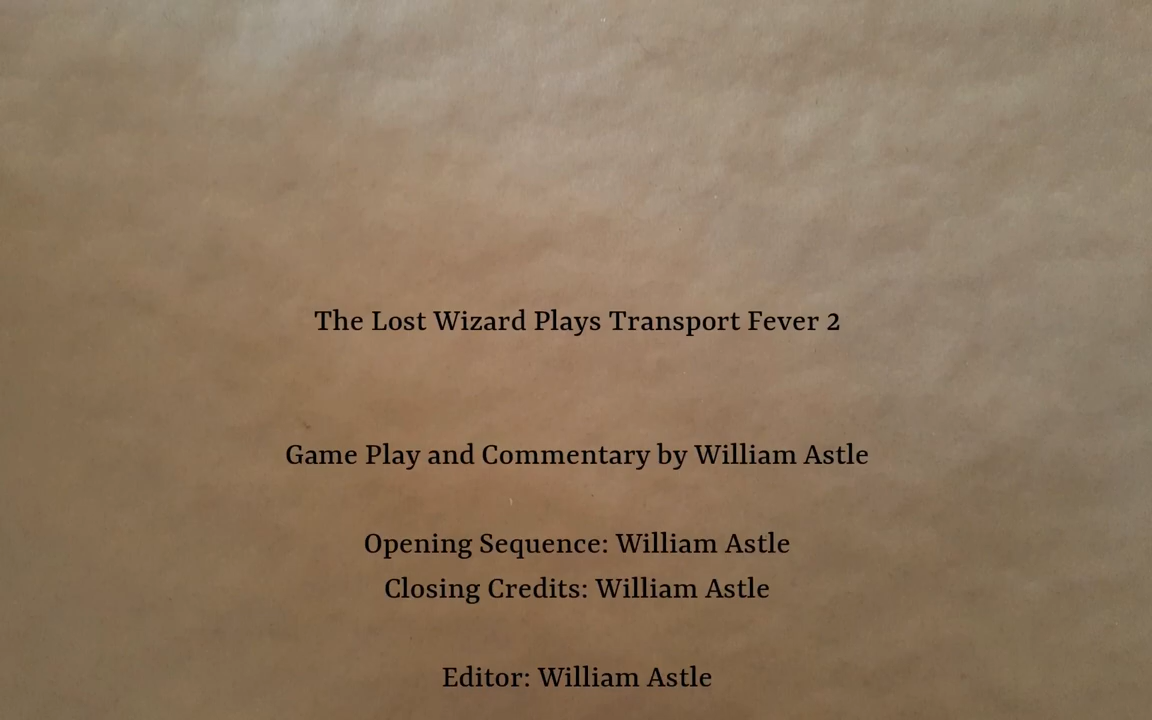 The Lost Wizard Plays Transport Fever 2
Game Play and Commentary by William Astle
Opening Sequence: William Astle
Closing Credits: William Astle
Editor: William Astle